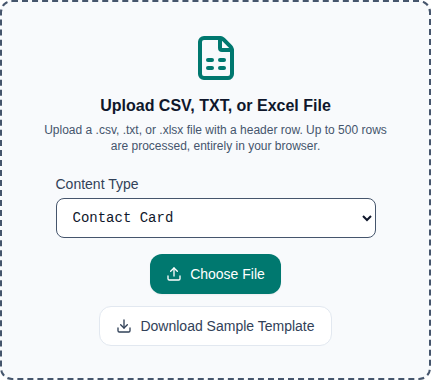 Upload CSV, TXT, or Excel File
Upload a .csv, .txt, or .xlsx file with a header row. Up to 500 rows
are processed, entirely in your browser.
Content Type
Contact Card
Choose File
Download Sample Template